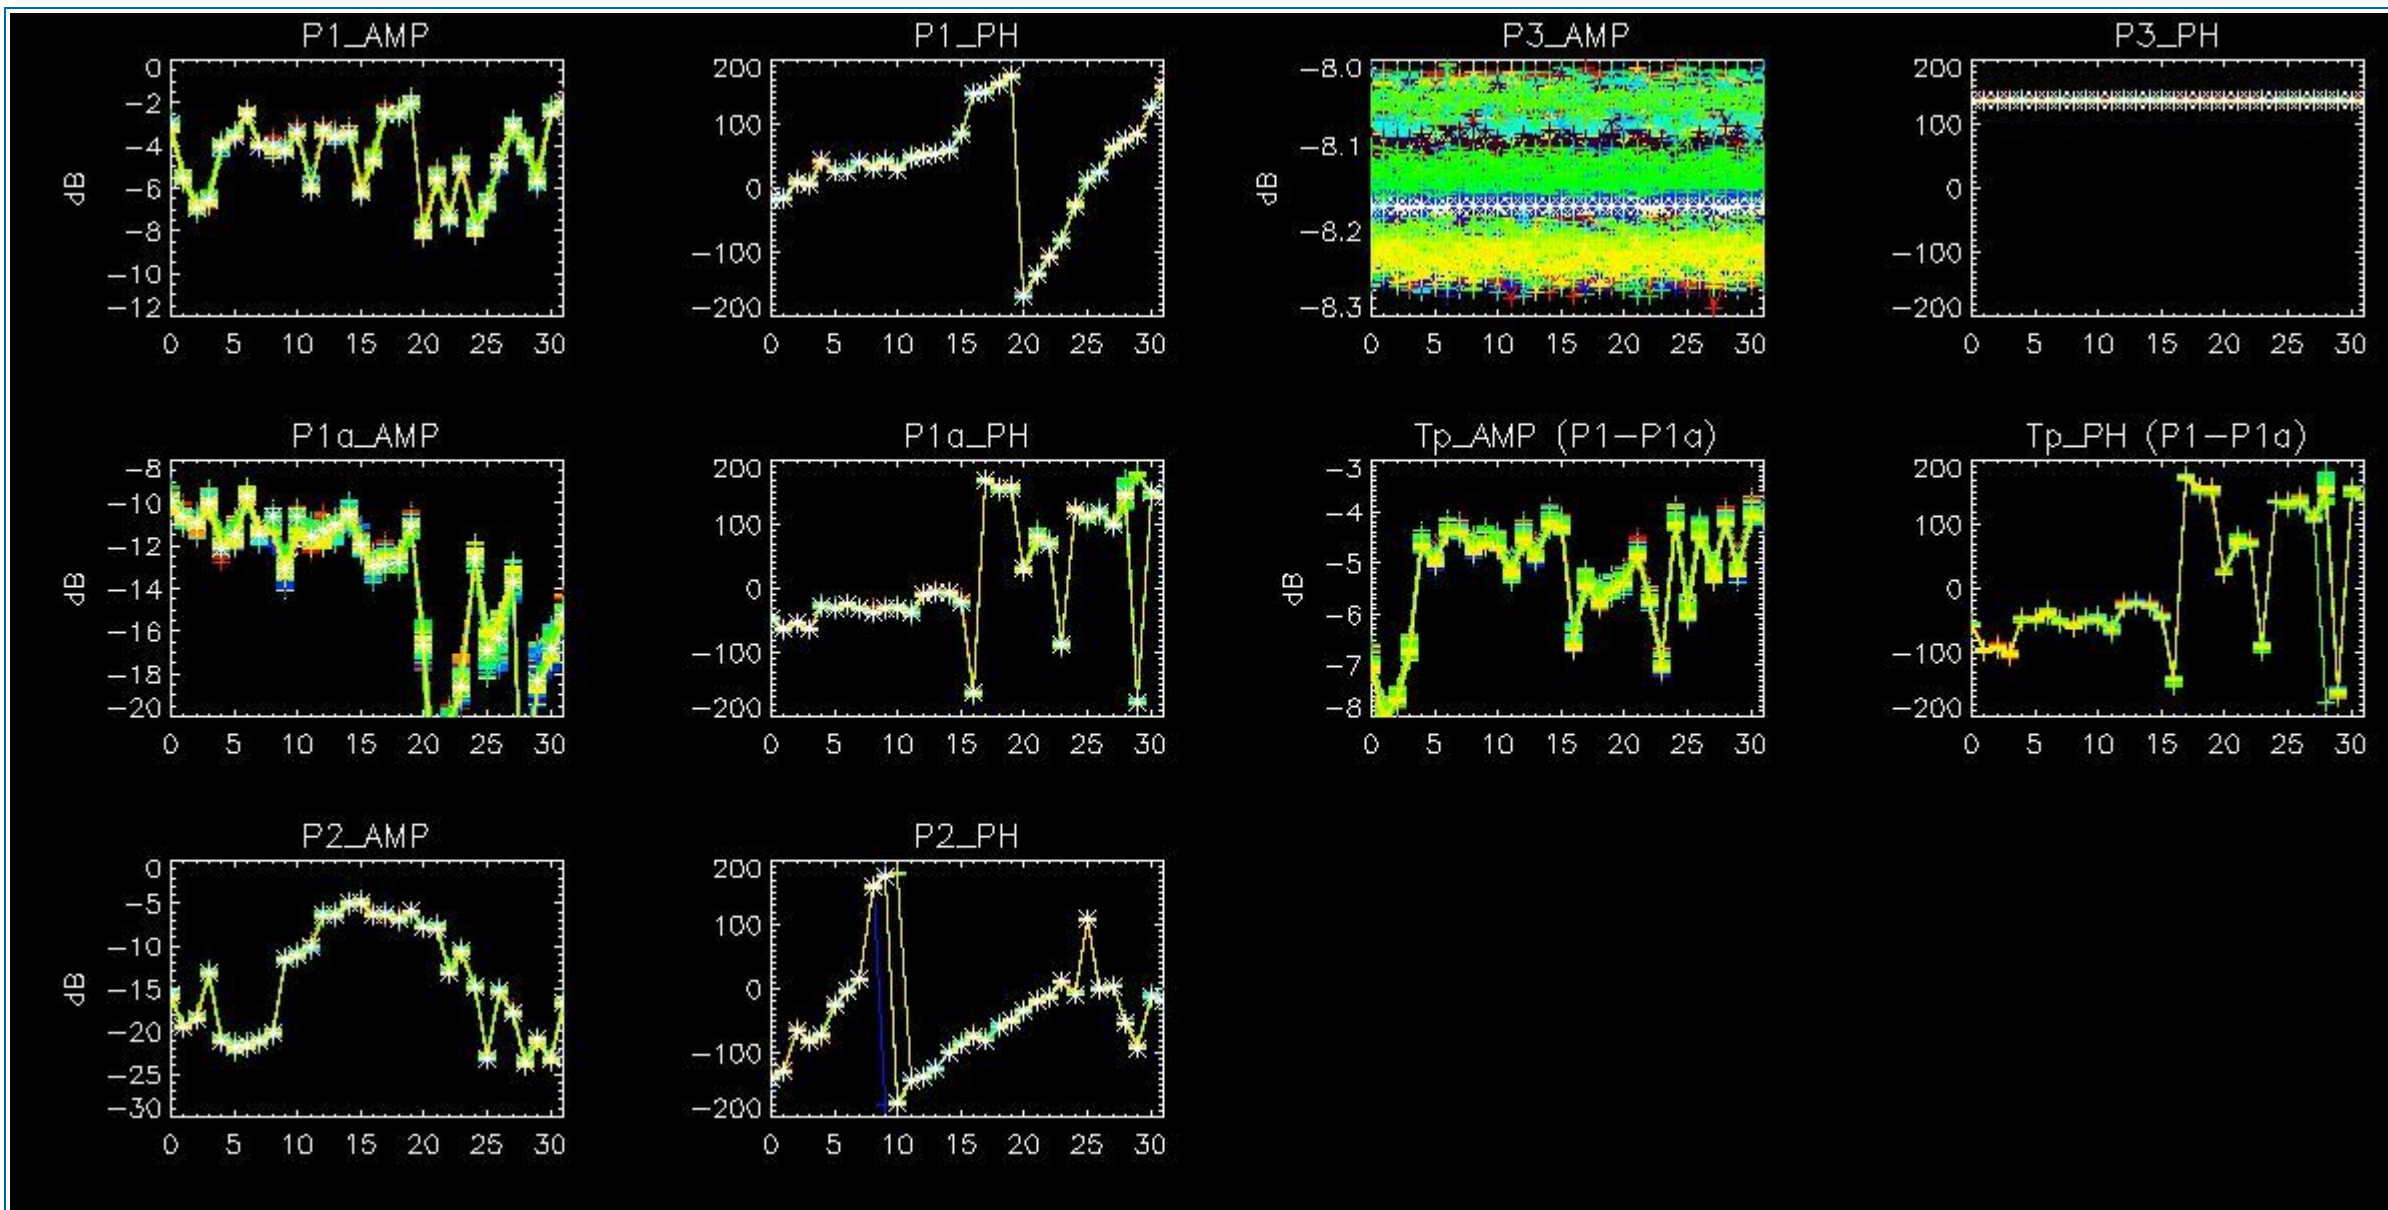 P1_AMP
P1_PH
P3_AMP
P3_PH
0
−2
−4
−6
−8
−10
−12
dB
0 5 10 15 20 25 30
200
100
0
−100
−200
0 5 10 15 20 25 30
−8.0
−8.1
−8.2
−8.3
dB
0 5 10 15 20 25 30
200
100
0
−100
−200
0 5 10 15 20 25 30
P1a_AMP
P1a_PH
Tp_AMP (P1−P1a)
Tp_PH (P1−P1a)
−8
−10
−12
−14
−16
−18
−20
dB
0 5 10 15 20 25 30
200
100
0
−100
−200
0 5 10 15 20 25 30
−3
−4
−5
−6
−7
−8
dB
0 5 10 15 20 25 30
200
100
0
−100
−200
0 5 10 15 20 25 30
P2_AMP
P2_PH
0
−5
−10
−15
−20
−25
−30
dB
0 5 10 15 20 25 30
200
100
0
−100
−200
0 5 10 15 20 25 30